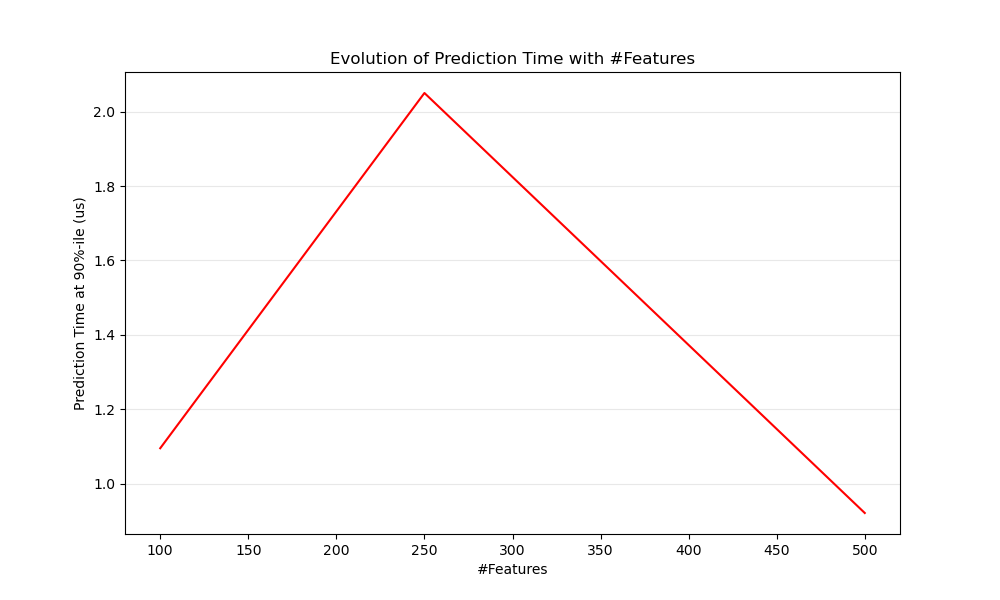 Evolution of Prediction Time with #Features
Prediction Time at 90%-ile (us)
2.0
1.8
1.6
1.4
1.2
1.0
100 150 200 250 300 350 400 450 500
#Features